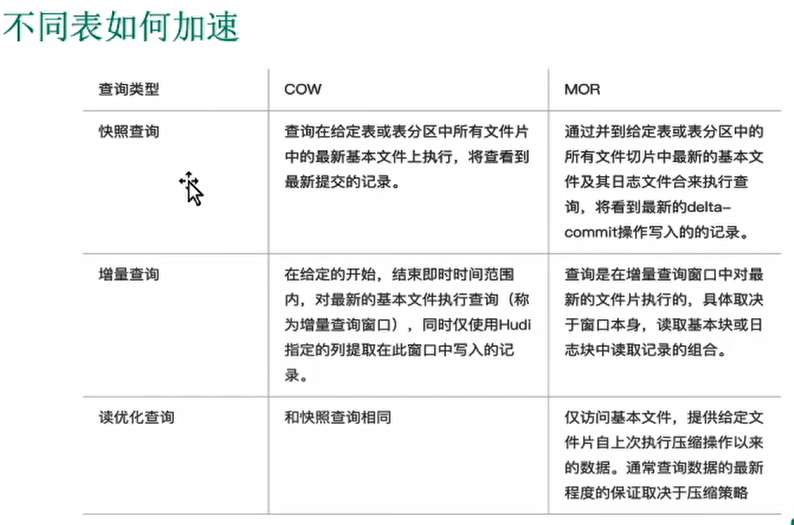 不同表如何加速
查询类型
COW
MOR
快照查询
查询在给定表或表分区中所有文件片
中的最新基本文件上执行，将查看到
最新提交的记录。
通过并到给定表或表分区中的
所有文件切片中最新的基本文
件及其日志文件合来执行查
询，将看到最新的delta-
commit操作写入的的记录。
增量查询
在给定的开始，结束即时时间范围
内，对最新的基本文件执行查询（称
为增量查询窗口），同时仅使用Hudi
指定的列提取在此窗口中写入的记
录。
查询是在增量查询窗口中对最
新的文件片执行的，具体取决
于窗口本身，读取基本块或日
志块中读取记录的组合。
读优化查询
和快照查询相同
仅访问基本文件，提供给定文
件片自上次执行压缩操作以来
的数据。通常查询数据的最新
程度的保证取决于压缩策略